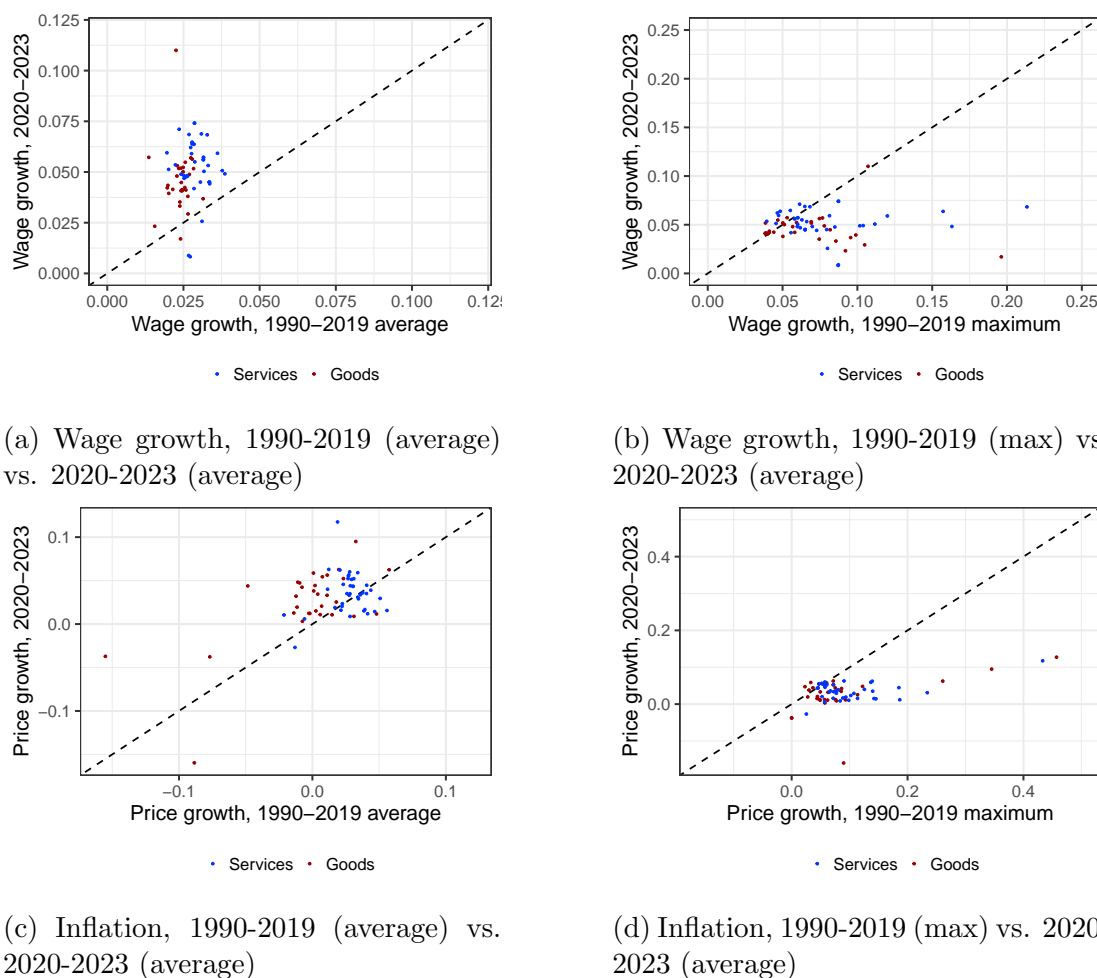 Wage growth, 2020−2023
0.125
0.100
0.075
0.050
0.025
0.000
0.000 0.025 0.050 0.075 0.100 0.12
Wage growth, 1990−2019 average
Services Goods
(a) Wage growth, 1990-2019 (average)
vs. 2020-2023 (average)
Wage growth, 2020−2023
0.25
0.20
0.15
0.10
0.05
0.00
0.00 0.05 0.10 0.15 0.20 0.25
Wage growth, 1990−2019 maximum
Services Goods
(b) Wage growth, 1990-2019 (max) vs
2020-2023 (average)
Price growth, 2020−2023
0.1
0.0
−0.1
−0.1 0.0 0.1
Price growth, 1990−2019 average
Services Goods
(c) Inflation, 1990-2019 (average) vs.
2020-2023 (average)
Price growth, 2020−2023
0.4
0.2
0.0
0.0 0.2 0.4
Price growth, 1990−2019 maximum
Services Goods
(d) Inflation, 1990-2019 (max) vs. 2020
2023 (average)